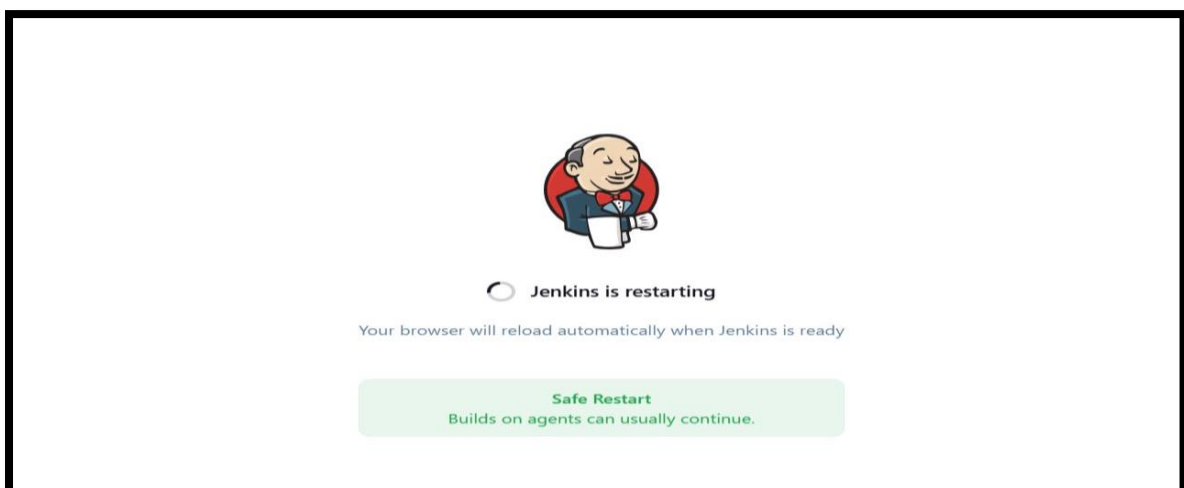 Jenkins is restarting
Your browser will reload automatically when Jenkins is ready
Safe Restart
Builds on agents can usually continue.